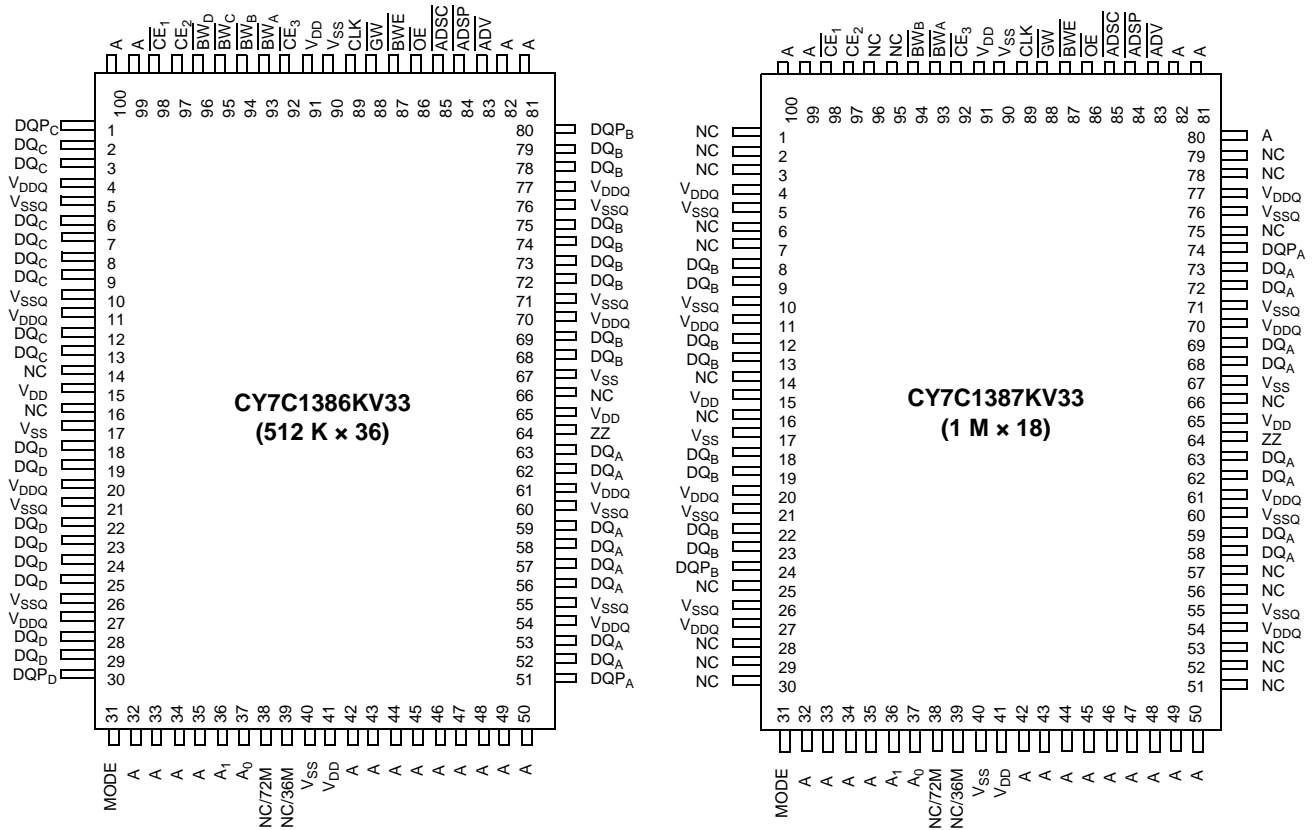 A A CE1 CE2 BWD BWC BWB BWA CE3 VDD VSS CLK GW BWE OE ADSC ADSP ADV A A
100 99 98 97 96 95 94 93 92 91 90 89 88 87 86 85 84 83 82 81
DQPC 1 80 DQPB
DQC 2 79 DQB
DQC 3 78 DQB
VDDQ 4 77 VDDQ
VSSQ 5 76 VSSQ
DQC 6 75 DQB
DQC 7 74 DQB
DQC 8 73 DQB
DQC 9 72 DQB
VSSQ 10 71 VSSQ
VDDQ 11 70 VDDQ
DQC 12 69 DQB
DQC 13 68 DQB
NC 14 67 VSS
VDD 15 66 NC
NC 16 65 VDD
VSS 17 64 ZZ
DQD 18 63 DQA
DQD 19 62 DQA
VDDQ 20 61 VDDQ
VSSQ 21 60 VSSQ
DQD 22 59 DQA
DQD 23 58 DQA
DQD 24 57 DQA
DQD 25 56 DQA
VSSQ 26 55 VSSQ
VDDQ 27 54 VDDQ
DQD 28 53 DQA
DQD 29 52 DQA
DQPD 30 51 DQPA
CY7C1386KV33
(512 K × 36)
31 32 33 34 35 36 37 38 39 40 41 42 43 44 45 46 47 48 49 50
MODE A A A A A1 A0 NC/72M NC/36M VSS VDD A A A A A A A A A
A A CE1 CE2 NC NC BWB BWA CE3 VDD VSS CLK GW BWE OE ADSC ADSP ADV A A
100 99 98 97 96 95 94 93 92 91 90 89 88 87 86 85 84 83 82 81
NC 1 80 A
NC 2 79 NC
NC 3 78 NC
VDDQ 4 77 VDDQ
VSSQ 5 76 VSSQ
NC 6 75 NC
NC 7 74 DQPA
DQB 8 73 DQA
DQB 9 72 DQA
VSSQ 10 71 VSSQ
VDDQ 11 70 VDDQ
DQB 12 69 DQA
DQB 13 68 DQA
NC 14 67 VSS
VDD 15 66 NC
NC 16 65 VDD
VSS 17 64 ZZ
DQB 18 63 DQA
DQB 19 62 DQA
VDDQ 20 61 VDDQ
VSSQ 21 60 VSSQ
DQB 22 59 DQA
DQB 23 58 DQA
DQPB 24 57 NC
NC 25 56 NC
VSSQ 26 55 VSSQ
VDDQ 27 54 VDDQ
NC 28 53 NC
NC 29 52 NC
NC 30 51 NC
CY7C1387KV33
(1 M × 18)
31 32 33 34 35 36 37 38 39 40 41 42 43 44 45 46 47 48 49 50
MODE A A A A A1 A0 NC/72M NC/36M VSS VDD A A A A A A A A A